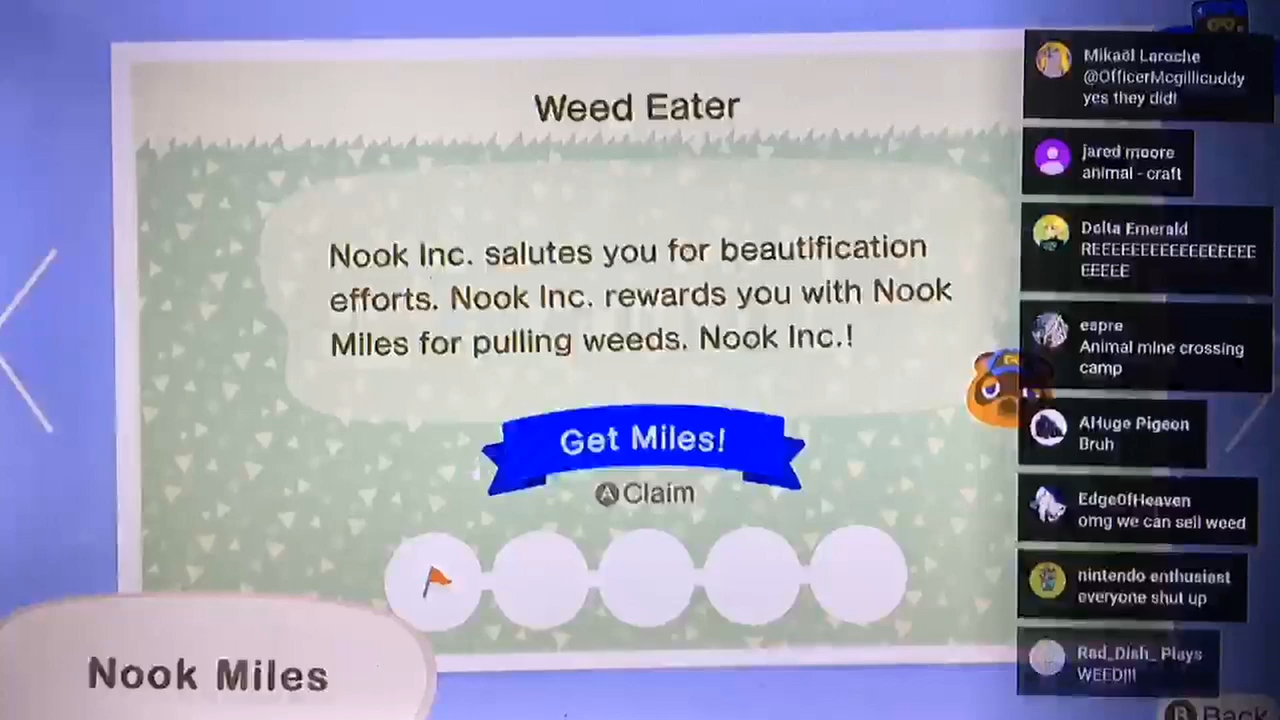 Weed Eater
Nook Inc. salutes you for beautification
efforts. Nook Inc. rewards you with Nook
Miles for pulling weeds. Nook Inc.!
Get Miles!
A Claim
Nook Miles
Mikaël Laroche
@OfficerMcgillicuddy
yes they did!
jared moore
animal - craft
Delta Emerald
REEEEEEEEEEEEEEEEEE
EEEEE
eapre
Animal mine crossing
camp
AHuge Pigeon
Bruh
EdgeOfHeaven
omg we can sell weed
nintendo enthusiast
everyone shut up
Rad_Dish_ Plays
WEED!!!
B Back